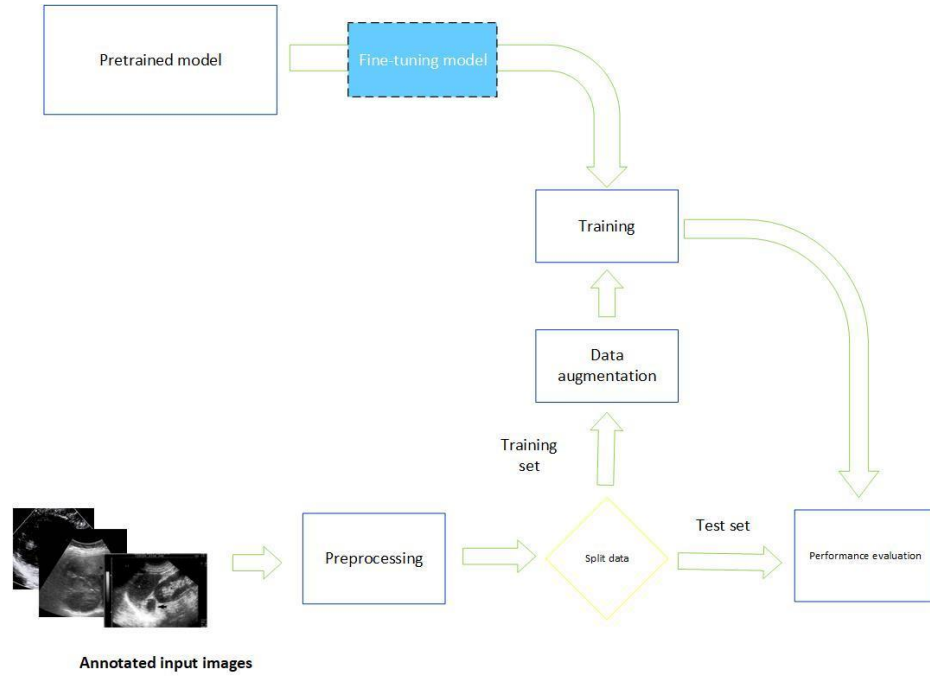 Pretrained model
Fine-tuning model
Training
Data
augmentation
Training
set
Test set
Preprocessing
Split data
Performance evaluation
Annotated input images